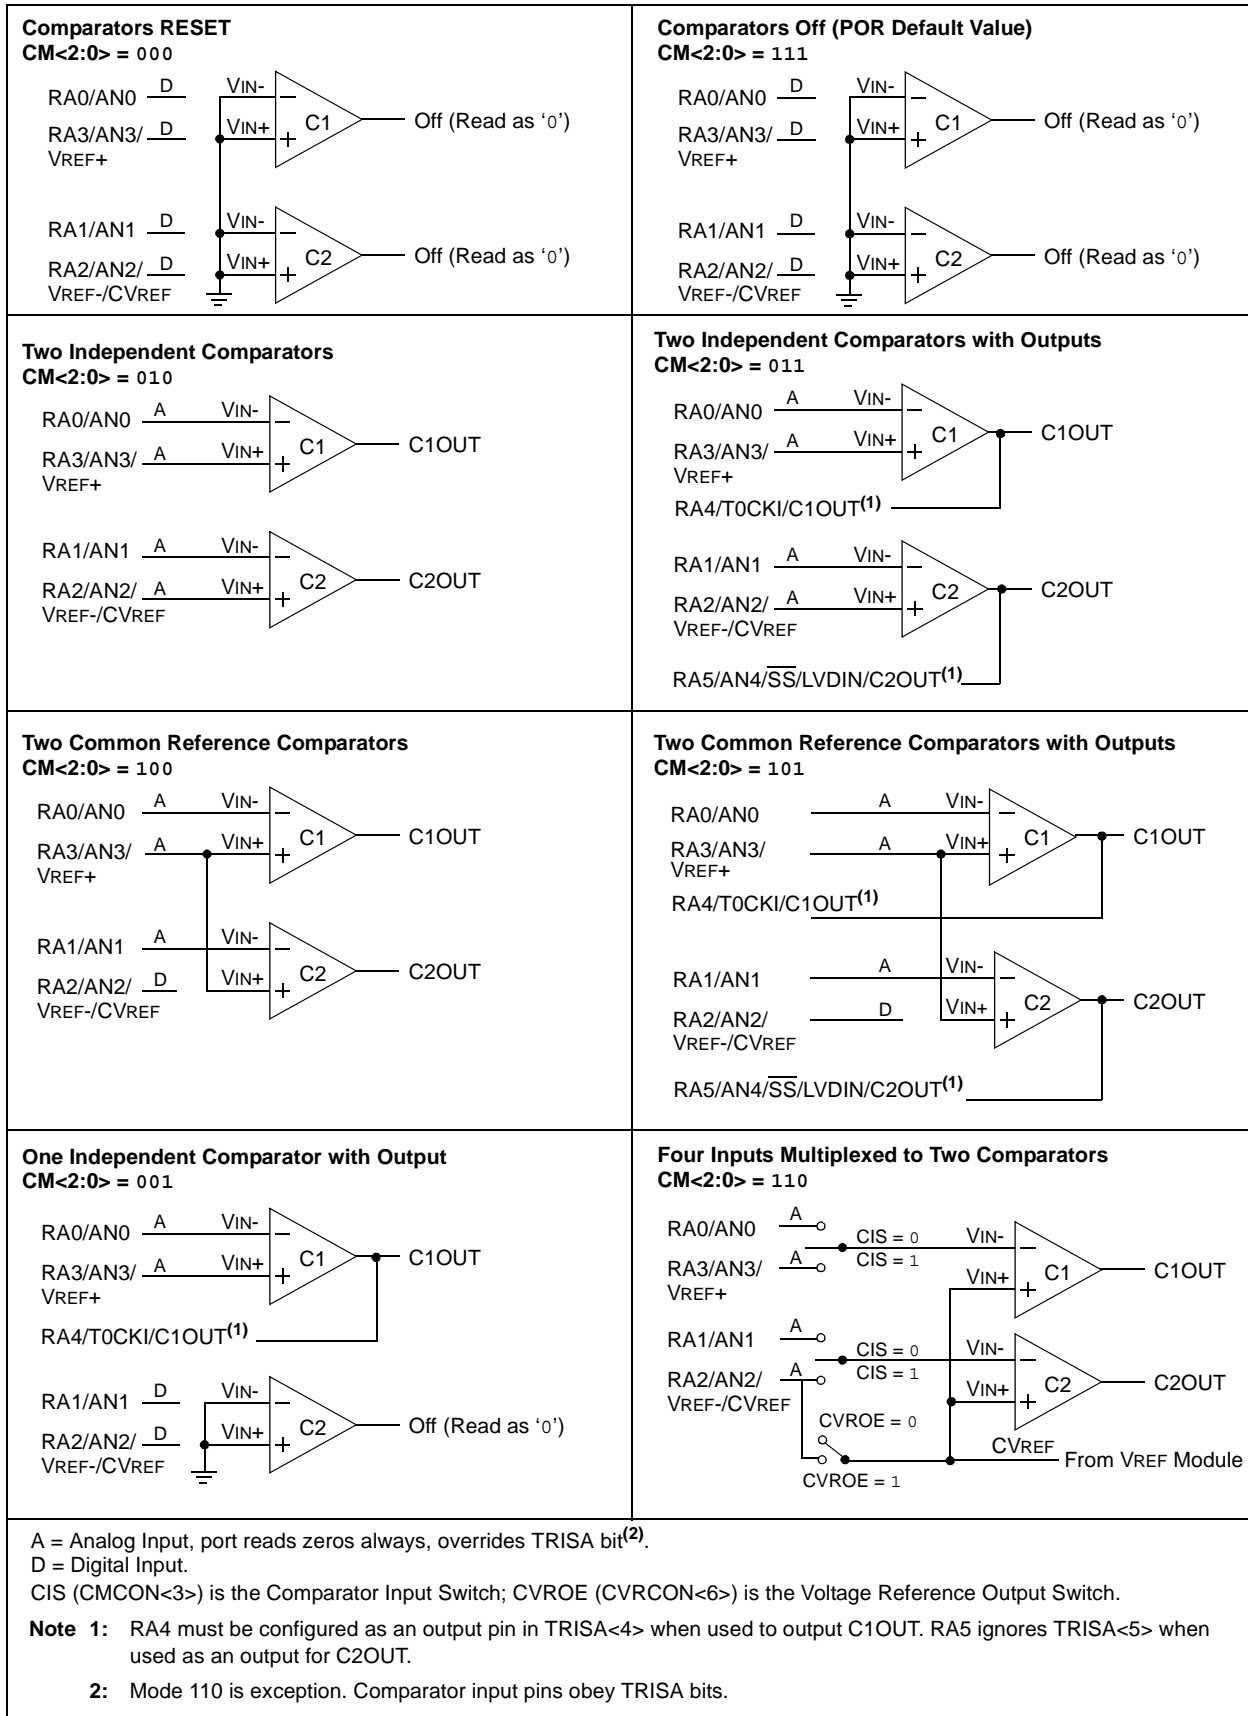 Comparators RESET
CM<2:0> = 000
RA0/AN0 D VIN- −
C1 Off (Read as ‘0’)
RA3/AN3/ D VIN+ +
VREF+
RA1/AN1 D VIN- −
C2 Off (Read as ‘0’)
RA2/AN2/ D VIN+ +
VREF-/CVREF
Comparators Off (POR Default Value)
CM<2:0> = 111
RA0/AN0 D VIN- −
C1 Off (Read as ‘0’)
RA3/AN3/ D VIN+ +
VREF+
RA1/AN1 D VIN- −
C2 Off (Read as ‘0’)
RA2/AN2/ D VIN+ +
VREF-/CVREF
Two Independent Comparators
CM<2:0> = 010
RA0/AN0 A VIN- −
C1 C1OUT
RA3/AN3/ A VIN+ +
VREF+
RA1/AN1 A VIN- −
C2 C2OUT
RA2/AN2/ A VIN+ +
VREF-/CVREF
Two Independent Comparators with Outputs
CM<2:0> = 011
RA0/AN0 A VIN- −
C1 C1OUT
RA3/AN3/ A VIN+ +
VREF+
RA4/T0CKI/C1OUT(1)
RA1/AN1 A VIN- −
C2 C2OUT
RA2/AN2/ A VIN+ +
VREF-/CVREF
RA5/AN4/SS/LVDIN/C2OUT(1)
Two Common Reference Comparators
CM<2:0> = 100
RA0/AN0 A VIN- −
C1 C1OUT
RA3/AN3/ A VIN+ +
VREF+
RA1/AN1 A VIN- −
C2 C2OUT
RA2/AN2/ D VIN+ +
VREF-/CVREF
Two Common Reference Comparators with Outputs
CM<2:0> = 101
RA0/AN0 A VIN- −
C1 C1OUT
RA3/AN3/ A VIN+ +
VREF+
RA4/T0CKI/C1OUT(1)
RA1/AN1 A VIN- −
C2 C2OUT
RA2/AN2/ D VIN+ +
VREF-/CVREF
RA5/AN4/SS/LVDIN/C2OUT(1)
One Independent Comparator with Output
CM<2:0> = 001
RA0/AN0 A VIN- −
C1 C1OUT
RA3/AN3/ A VIN+ +
VREF+
RA4/T0CKI/C1OUT(1)
RA1/AN1 D VIN- −
C2 Off (Read as ‘0’)
RA2/AN2/ D VIN+ +
VREF-/CVREF
Four Inputs Multiplexed to Two Comparators
CM<2:0> = 110
RA0/AN0 A CIS = 0 VIN- −
C1 C1OUT
RA3/AN3/ A CIS = 1 VIN+ +
VREF+
RA1/AN1 A CIS = 0 VIN- −
C2 C2OUT
RA2/AN2/ A CIS = 1 VIN+ +
VREF-/CVREF
CVROE = 0
CVREF
From VREF Module
CVROE = 1
A = Analog Input, port reads zeros always, overrides TRISA bit(2).
D = Digital Input.
CIS (CMCON<3>) is the Comparator Input Switch; CVROE (CVRCON<6>) is the Voltage Reference Output Switch.
Note 1: RA4 must be configured as an output pin in TRISA<4> when used to output C1OUT. RA5 ignores TRISA<5> when
used as an output for C2OUT.
2: Mode 110 is exception. Comparator input pins obey TRISA bits.